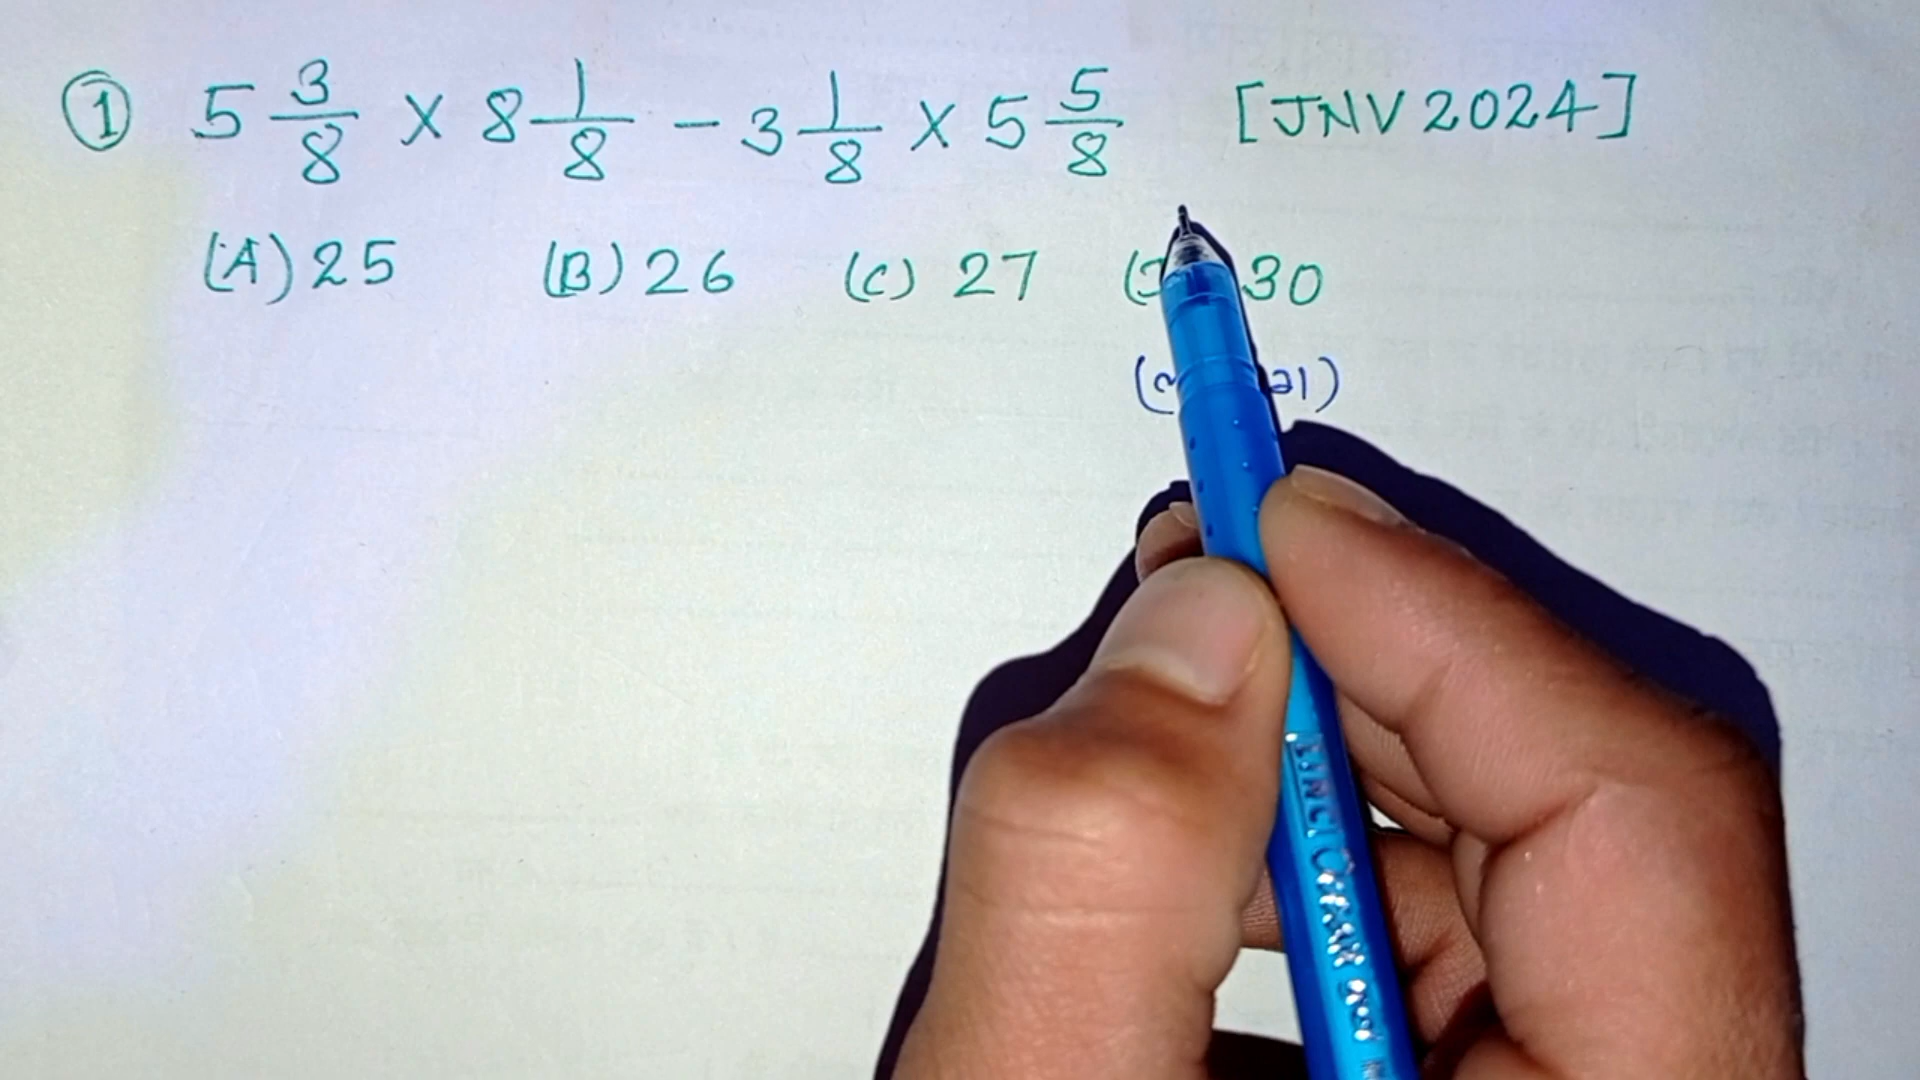 ① 5 3/8 × 8 1/8 - 3 1/8 × 5 5/8 [JNV 2024]
(A) 25 (B) 26 (C) 27 30